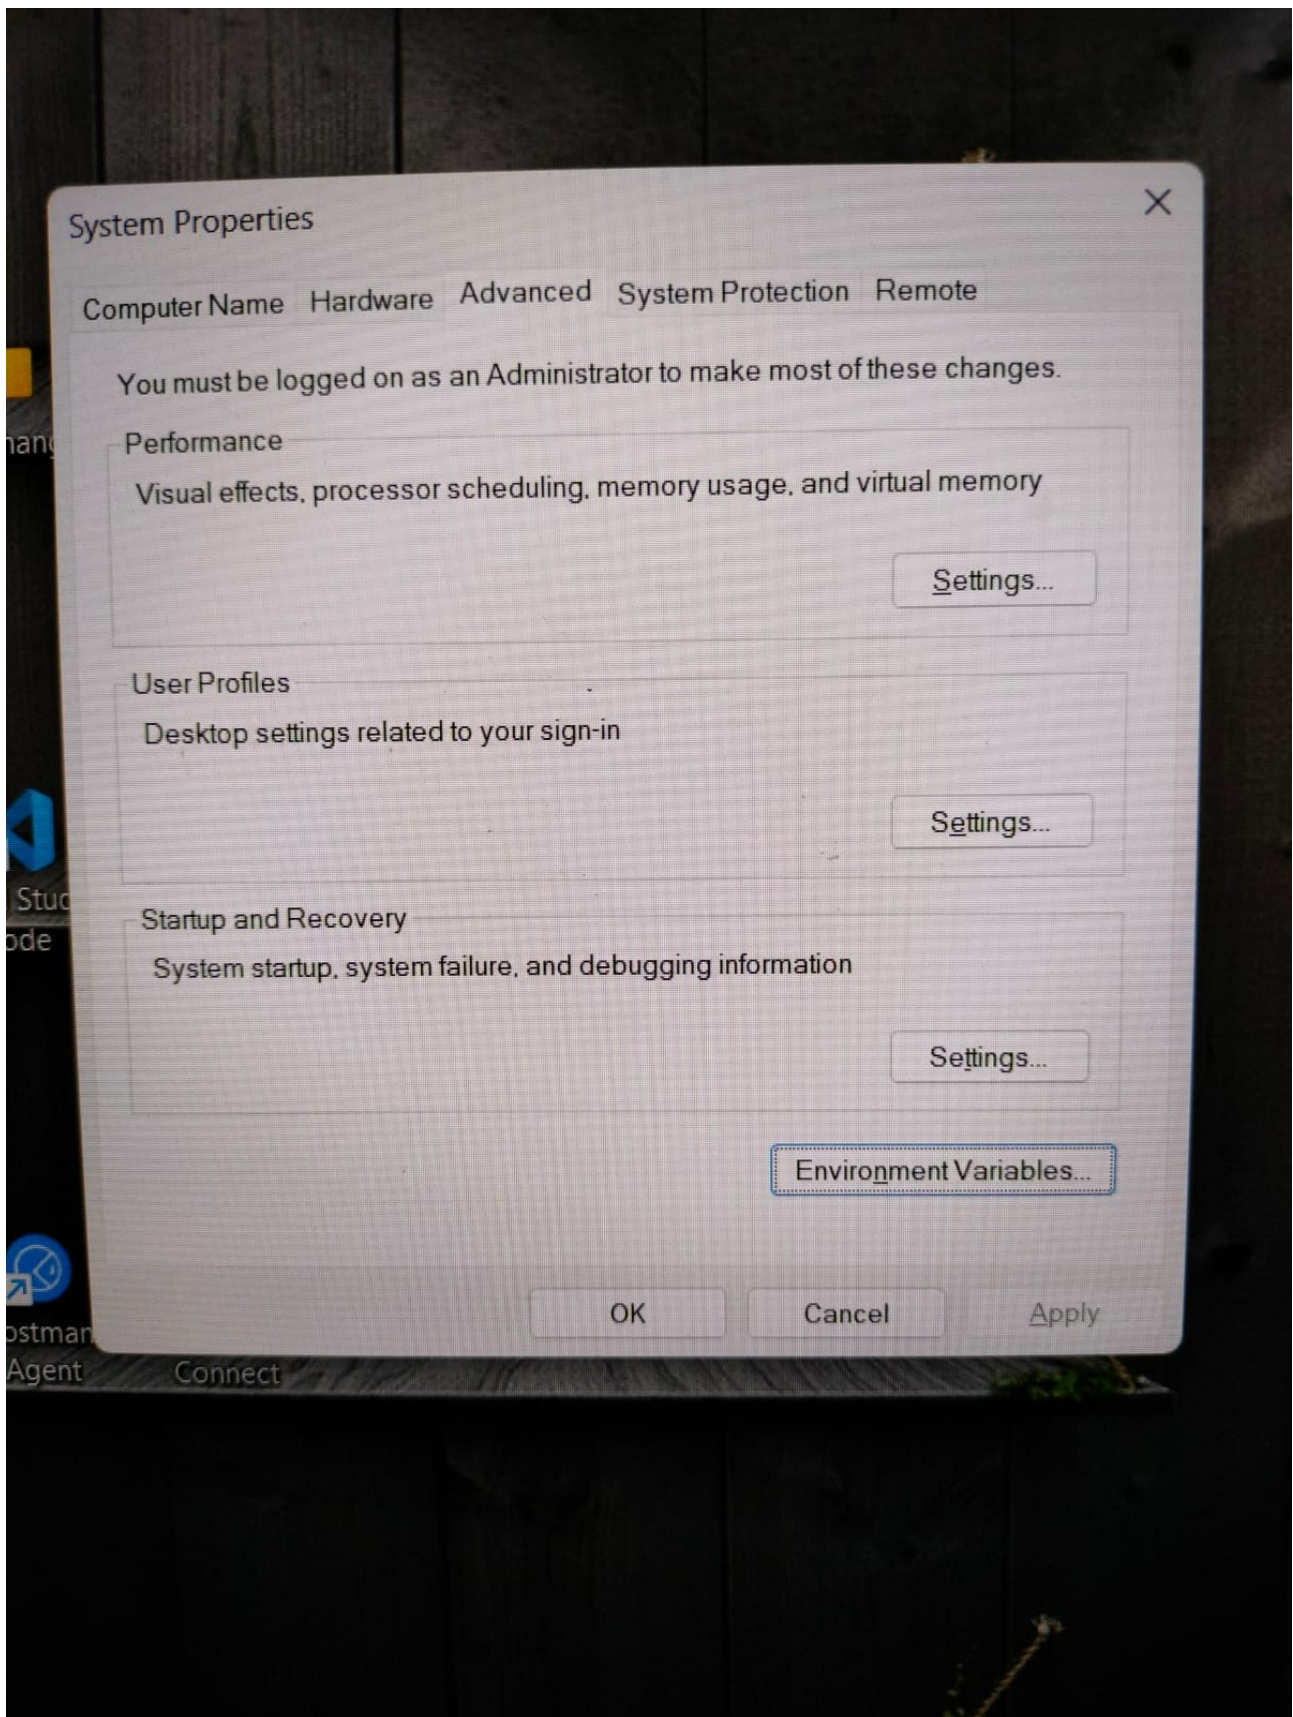 System Properties
Computer Name Hardware Advanced System Protection Remote
You must be logged on as an Administrator to make most of these changes.
Performance
Visual effects, processor scheduling, memory usage, and virtual memory
Settings...
User Profiles
Desktop settings related to your sign-in
Settings...
Startup and Recovery
System startup, system failure, and debugging information
Settings...
Environment Variables...
OK Cancel Apply
Stud
ode
ostman
Agent
Connect